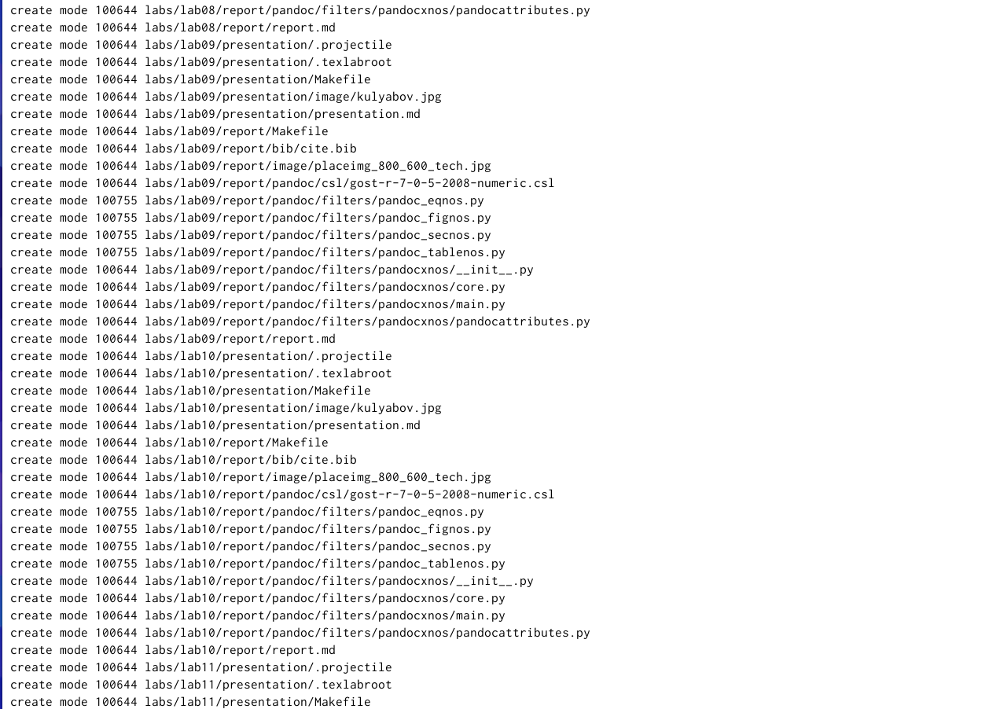 create mode 100644 labs/lab08/report/pandoc/filters/pandocxnos/pandocattributes.py
create mode 100644 labs/lab08/report/report.md
create mode 100644 labs/lab09/presentation/.projectile
create mode 100644 labs/lab09/presentation/.texlabroot
create mode 100644 labs/lab09/presentation/Makefile
create mode 100644 labs/lab09/presentation/image/kulyabov.jpg
create mode 100644 labs/lab09/presentation/presentation.md
create mode 100644 labs/lab09/report/Makefile
create mode 100644 labs/lab09/report/bib/cite.bib
create mode 100644 labs/lab09/report/image/placeimg_800_600_tech.jpg
create mode 100644 labs/lab09/report/pandoc/csl/gost-r-7-0-5-2008-numeric.csl
create mode 100755 labs/lab09/report/pandoc/filters/pandoc_eqnos.py
create mode 100755 labs/lab09/report/pandoc/filters/pandoc_fignos.py
create mode 100755 labs/lab09/report/pandoc/filters/pandoc_secnos.py
create mode 100755 labs/lab09/report/pandoc/filters/pandoc_tablenos.py
create mode 100644 labs/lab09/report/pandoc/filters/pandocxnos/__init__.py
create mode 100644 labs/lab09/report/pandoc/filters/pandocxnos/core.py
create mode 100644 labs/lab09/report/pandoc/filters/pandocxnos/main.py
create mode 100644 labs/lab09/report/pandoc/filters/pandocxnos/pandocattributes.py
create mode 100644 labs/lab09/report/report.md
create mode 100644 labs/lab10/presentation/.projectile
create mode 100644 labs/lab10/presentation/.texlabroot
create mode 100644 labs/lab10/presentation/Makefile
create mode 100644 labs/lab10/presentation/image/kulyabov.jpg
create mode 100644 labs/lab10/presentation/presentation.md
create mode 100644 labs/lab10/report/Makefile
create mode 100644 labs/lab10/report/bib/cite.bib
create mode 100644 labs/lab10/report/image/placeimg_800_600_tech.jpg
create mode 100644 labs/lab10/report/pandoc/csl/gost-r-7-0-5-2008-numeric.csl
create mode 100755 labs/lab10/report/pandoc/filters/pandoc_eqnos.py
create mode 100755 labs/lab10/report/pandoc/filters/pandoc_fignos.py
create mode 100755 labs/lab10/report/pandoc/filters/pandoc_secnos.py
create mode 100755 labs/lab10/report/pandoc/filters/pandoc_tablenos.py
create mode 100644 labs/lab10/report/pandoc/filters/pandocxnos/__init__.py
create mode 100644 labs/lab10/report/pandoc/filters/pandocxnos/core.py
create mode 100644 labs/lab10/report/pandoc/filters/pandocxnos/main.py
create mode 100644 labs/lab10/report/pandoc/filters/pandocxnos/pandocattributes.py
create mode 100644 labs/lab10/report/report.md
create mode 100644 labs/lab11/presentation/.projectile
create mode 100644 labs/lab11/presentation/.texlabroot
create mode 100644 labs/lab11/presentation/Makefile